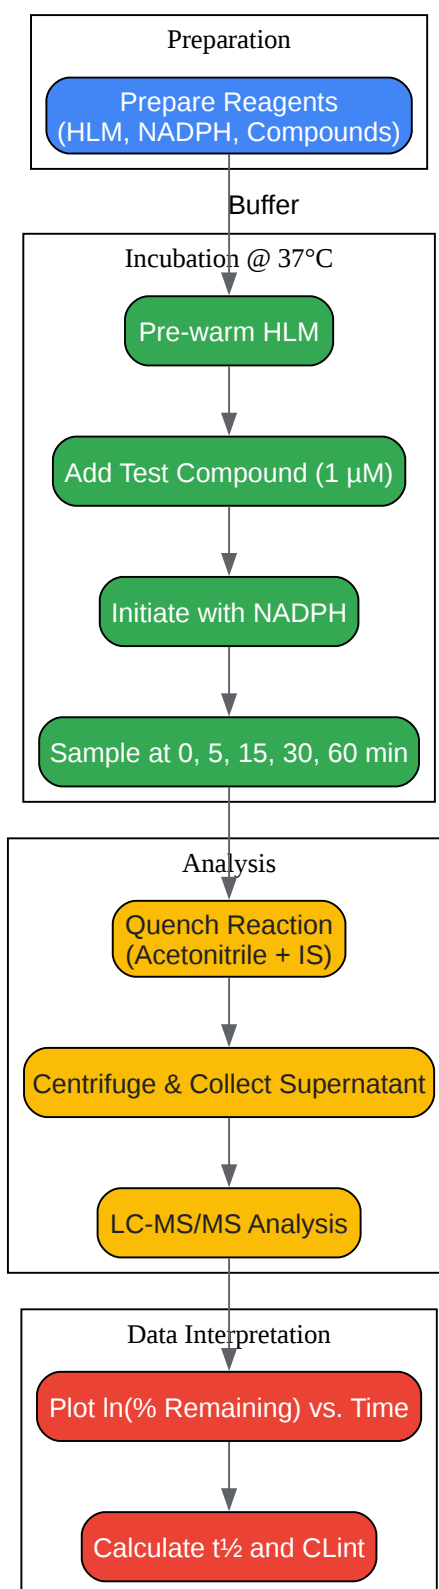 Preparation
Prepare Reagents
(HLM, NADPH, Compounds)
Buffer
Incubation @ 37°C
Pre-warm HLM
Add Test Compound (1 µM)
Initiate with NADPH
Sample at 0, 5, 15, 30, 60 min
Analysis
Quench Reaction
(Acetonitrile + IS)
Centrifuge & Collect Supernatant
LC-MS/MS Analysis
Data Interpretation
Plot ln(% Remaining) vs. Time
Calculate t½ and CLint